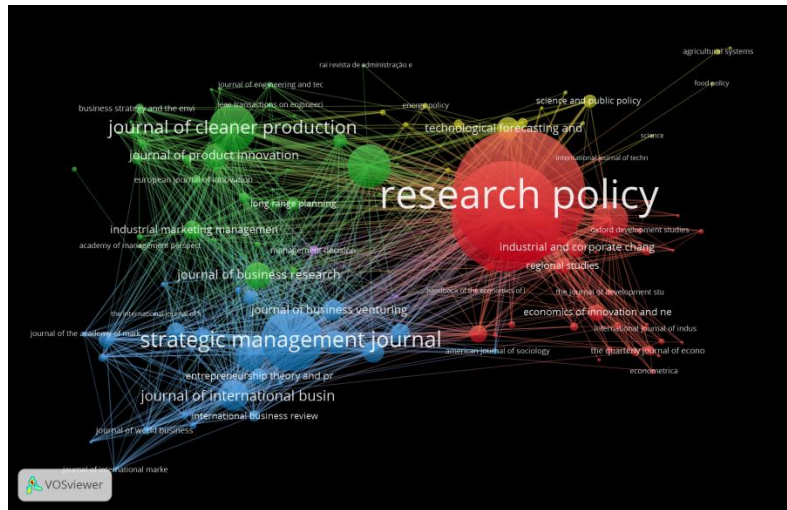 agricultural systems
rai revista de administração e
journal of engineering and tec
food policy
business strategy and the envi
ieee transactions on engineeri
energy policy
science and public policy
journal of cleaner production
technological forecasting and
science
journal of product innovation
international journal of techn
european journal of innovation
research policy
long range planning
industrial marketing managemen
oxford development studies
academy of management perspect
management decision
industrial and corporate chang
regional studies
journal of business research
handbook of the economics of i
the journal of development stu
the international journal of h
journal of business venturing
economics of innovation and ne
journal of the academy of mark
strategic management journal
international journal of indus
american journal of sociology
the quarterly journal of econo
entrepreneurship theory and pr
econometrica
journal of international busin
international business review
journal of world business
journal of international marke
VOSviewer